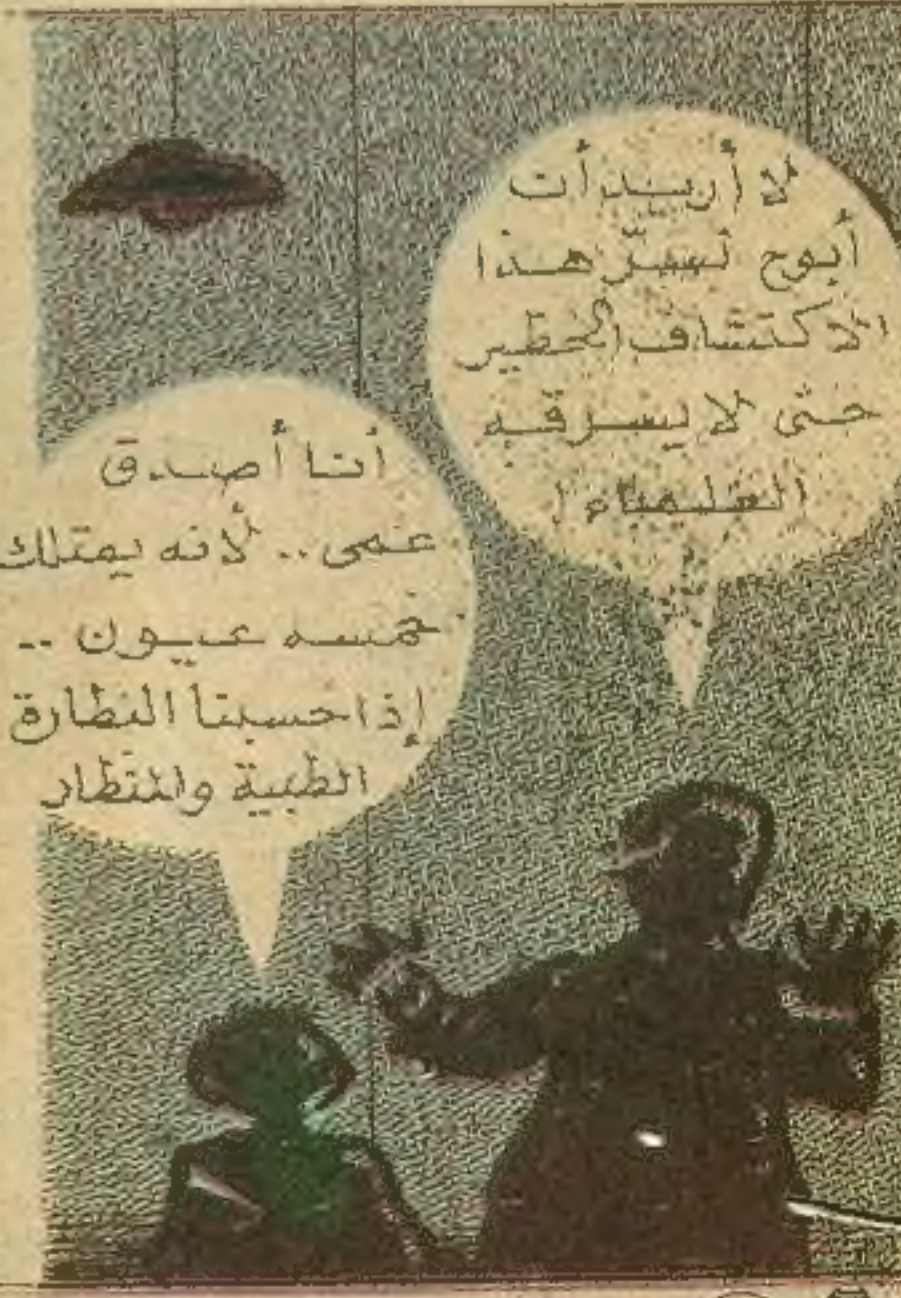 لا أريد أن
أبوح بسر هذا
الاكتشاف الخطير
حتى لا يسرقه
العلماء !
أنا أصدق
عمى .. لأنه يمتلك
خمسه عيون ..
إذا حسبنا النظارة
الطبية والمنظار